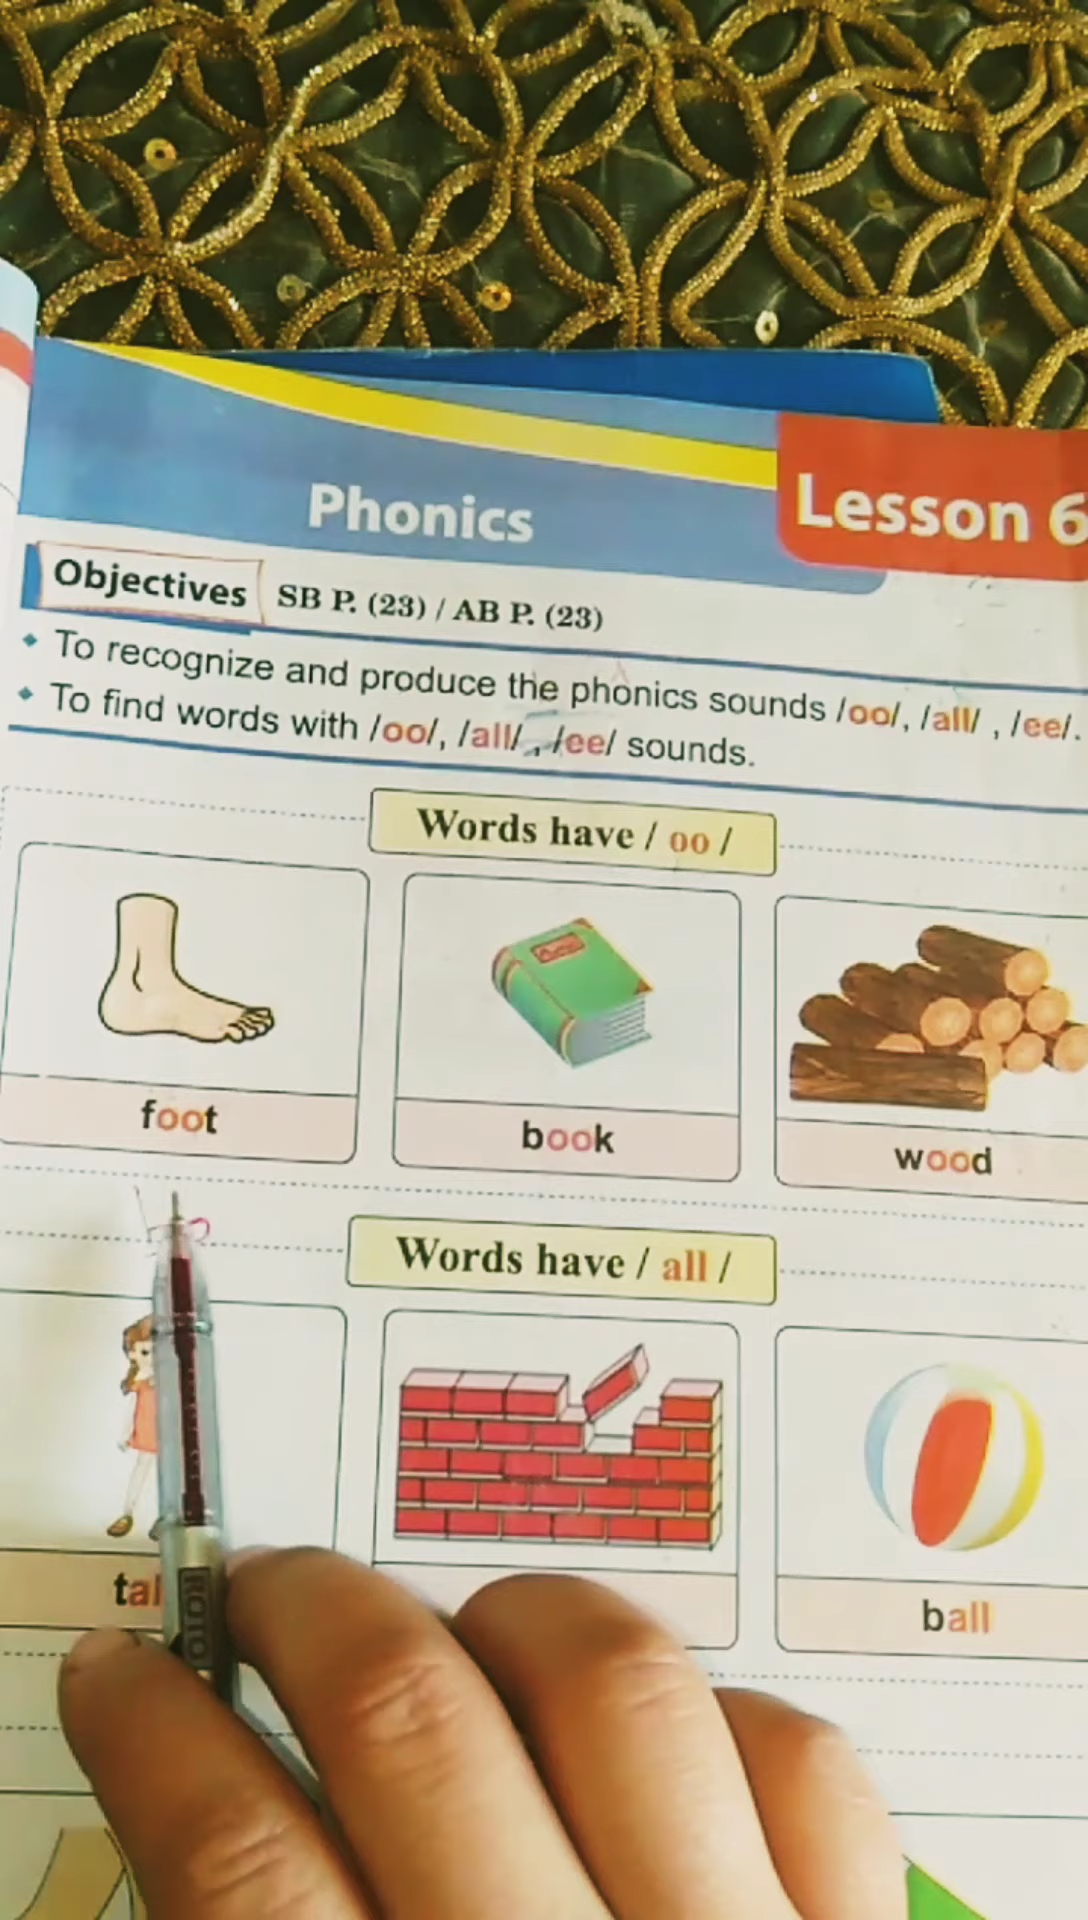 Phonics
Lesson 6
Objectives SB P. (23) / AB P. (23)
To recognize and produce the phonics sounds /oo/, /all/ , /ee/.
To find words with /oo/, /all/ , /ee/ sounds.
Words have / oo /
foot
book
wood
Words have / all /
tal
ball
ROTO